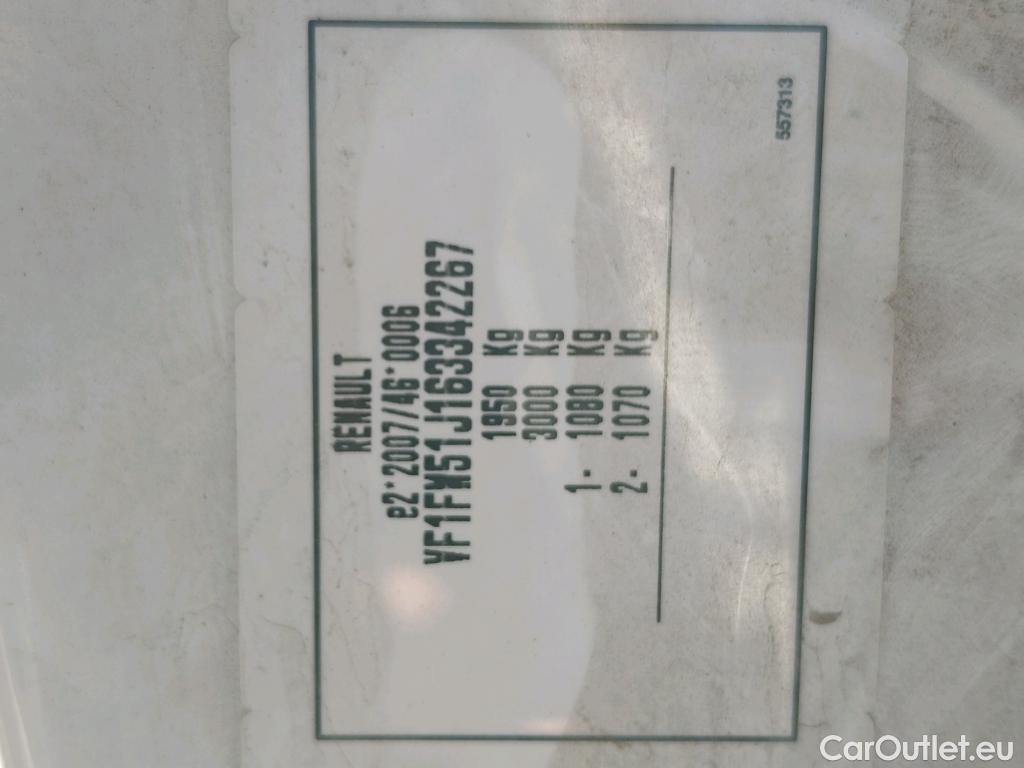 RENAULT
e2*2007/46*0006
VF1FW51J163342267
1950 Kg
3000 Kg
1- 1080 Kg
2- 1070 Kg
557313
CarOutlet.eu